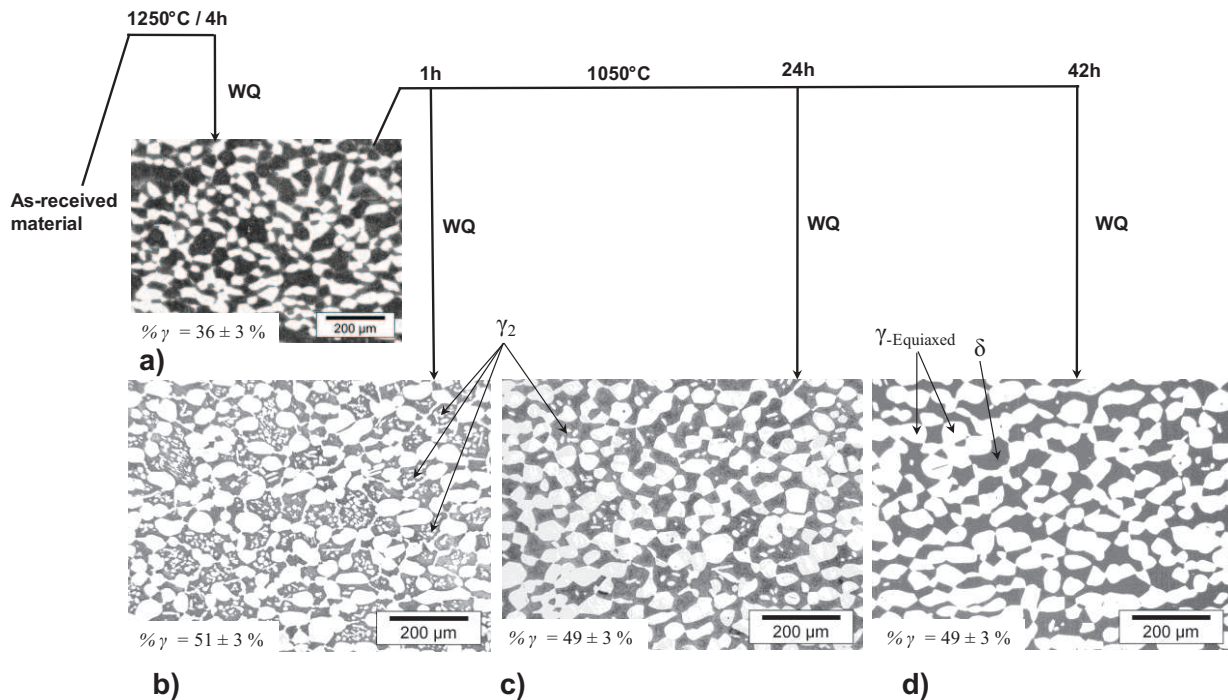 1250°C / 4h
WQ
As-received
material
200 µm
% γ = 36 ± 3 %
a)
1h
1050°C
24h
42h
WQ
WQ
WQ
γ2
γ-Equiaxed
δ
200 µm
% γ = 51 ± 3 %
b)
200 µm
% γ = 49 ± 3 %
c)
200 µm
% γ = 49 ± 3 %
d)